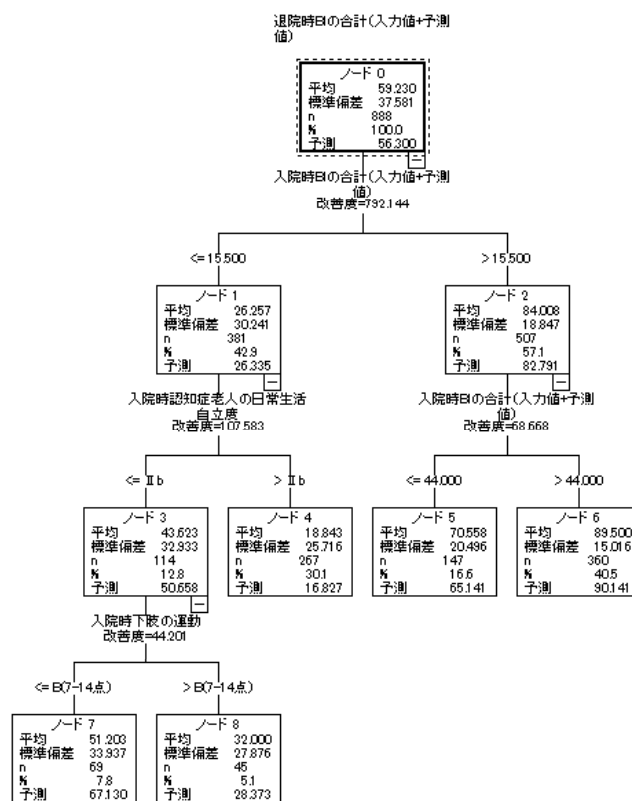 退院時BIの合計(入力値+予測
値)
ノード 0
平均 59.230
標準偏差 37.581
n 888
% 100.0
予測 56.300
入院時BIの合計(入力値+予測
値)
改善度=792.144
<=15.500
>15.500
ノード 1
平均 26.257
標準偏差 30.241
n 381
% 42.9
予測 26.335
ノード 2
平均 84.008
標準偏差 18.847
n 507
% 57.1
予測 82.791
入院時認知症老人の日常生活
自立度
改善度=107.583
入院時BIの合計(入力値+予測
値)
改善度=68.668
<= Ⅱb
> Ⅱb
<=44.000
>44.000
ノード 3
平均 43.623
標準偏差 32.933
n 114
% 12.8
予測 50.658
ノード 4
平均 18.843
標準偏差 25.716
n 267
% 30.1
予測 16.827
ノード 5
平均 70.558
標準偏差 20.496
n 147
% 16.6
予測 65.141
ノード 6
平均 89.500
標準偏差 15.016
n 360
% 40.5
予測 90.141
入院時下肢の運動
改善度=44.201
<= B(7-14点)
> B(7-14点)
ノード 7
平均 51.203
標準偏差 33.937
n 69
% 7.8
予測 67.130
ノード 8
平均 32.000
標準偏差 27.876
n 45
% 5.1
予測 28.373